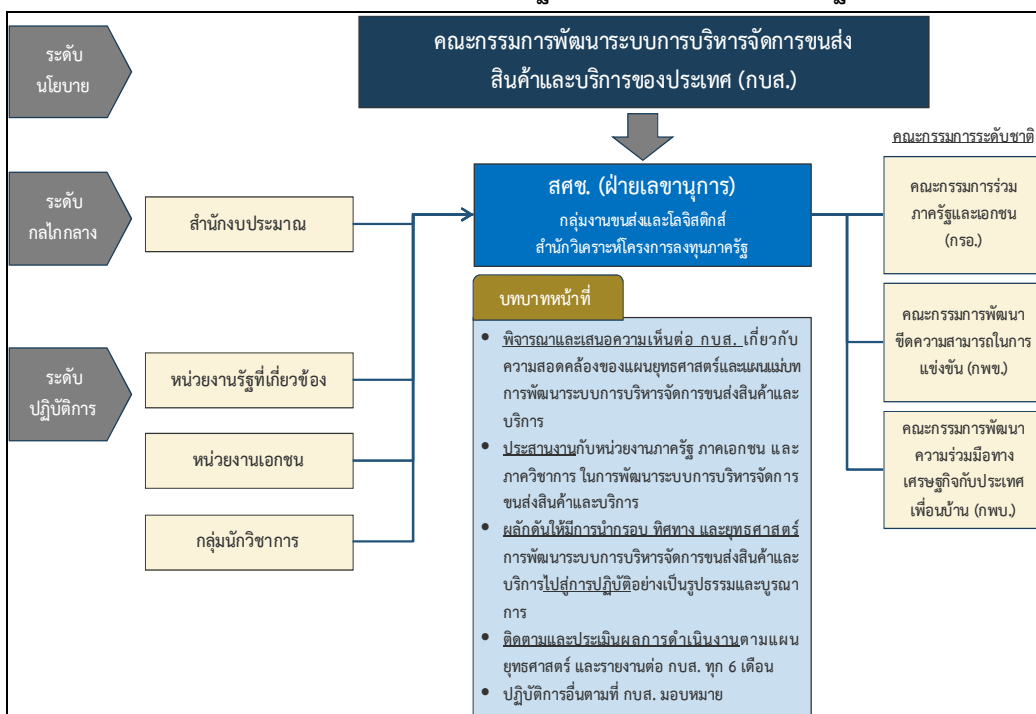 ระดับ
นโยบาย
คณะกรรมการพัฒนาระบบการบริหารจัดการขนส่ง
สินค้าและบริการของประเทศ (กบส.)
คณะกรรมการระดับชาติ
ระดับ
กลไกกลาง
สำนักงบประมาณ
สศช. (ฝ่ายเลขานุการ)
กลุ่มงานขนส่งและโลจิสติกส์
สำนักวิเคราะห์โครงการลงทุนภาครัฐ
คณะกรรมการร่วม
ภาครัฐและเอกชน
(กรอ.)
บทบาทหน้าที่
• พิจารณาและเสนอความเห็นต่อ กบส. เกี่ยวกับ
ความสอดคล้องของแผนยุทธศาสตร์และแผนแม่บท
การพัฒนาระบบการบริหารจัดการขนส่งสินค้าและ
บริการ
• ประสานงานกับหน่วยงานภาครัฐ ภาคเอกชน และ
ภาควิชาการ ในการพัฒนาระบบการบริหารจัดการ
ขนส่งสินค้าและบริการ
• ผลักดันให้มีการนำกรอบ ทิศทาง และยุทธศาสตร์
การพัฒนาระบบการบริหารจัดการขนส่งสินค้าและ
บริการไปสู่การปฏิบัติอย่างเป็นรูปธรรมและบูรณา
การ
• ติดตามและประเมินผลการดำเนินงานตามแผน
ยุทธศาสตร์ และรายงานต่อ กบส. ทุก 6 เดือน
• ปฏิบัติการอื่นตามที่ กบส. มอบหมาย
คณะกรรมการพัฒนา
ขีดความสามารถในการ
แข่งขัน (กพข.)
ระดับ
ปฏิบัติการ
หน่วยงานรัฐที่เกี่ยวข้อง
หน่วยงานเอกชน
กลุ่มนักวิชาการ
คณะกรรมการพัฒนา
ความร่วมมือทาง
เศรษฐกิจกับประเทศ
เพื่อนบ้าน (กพบ.)